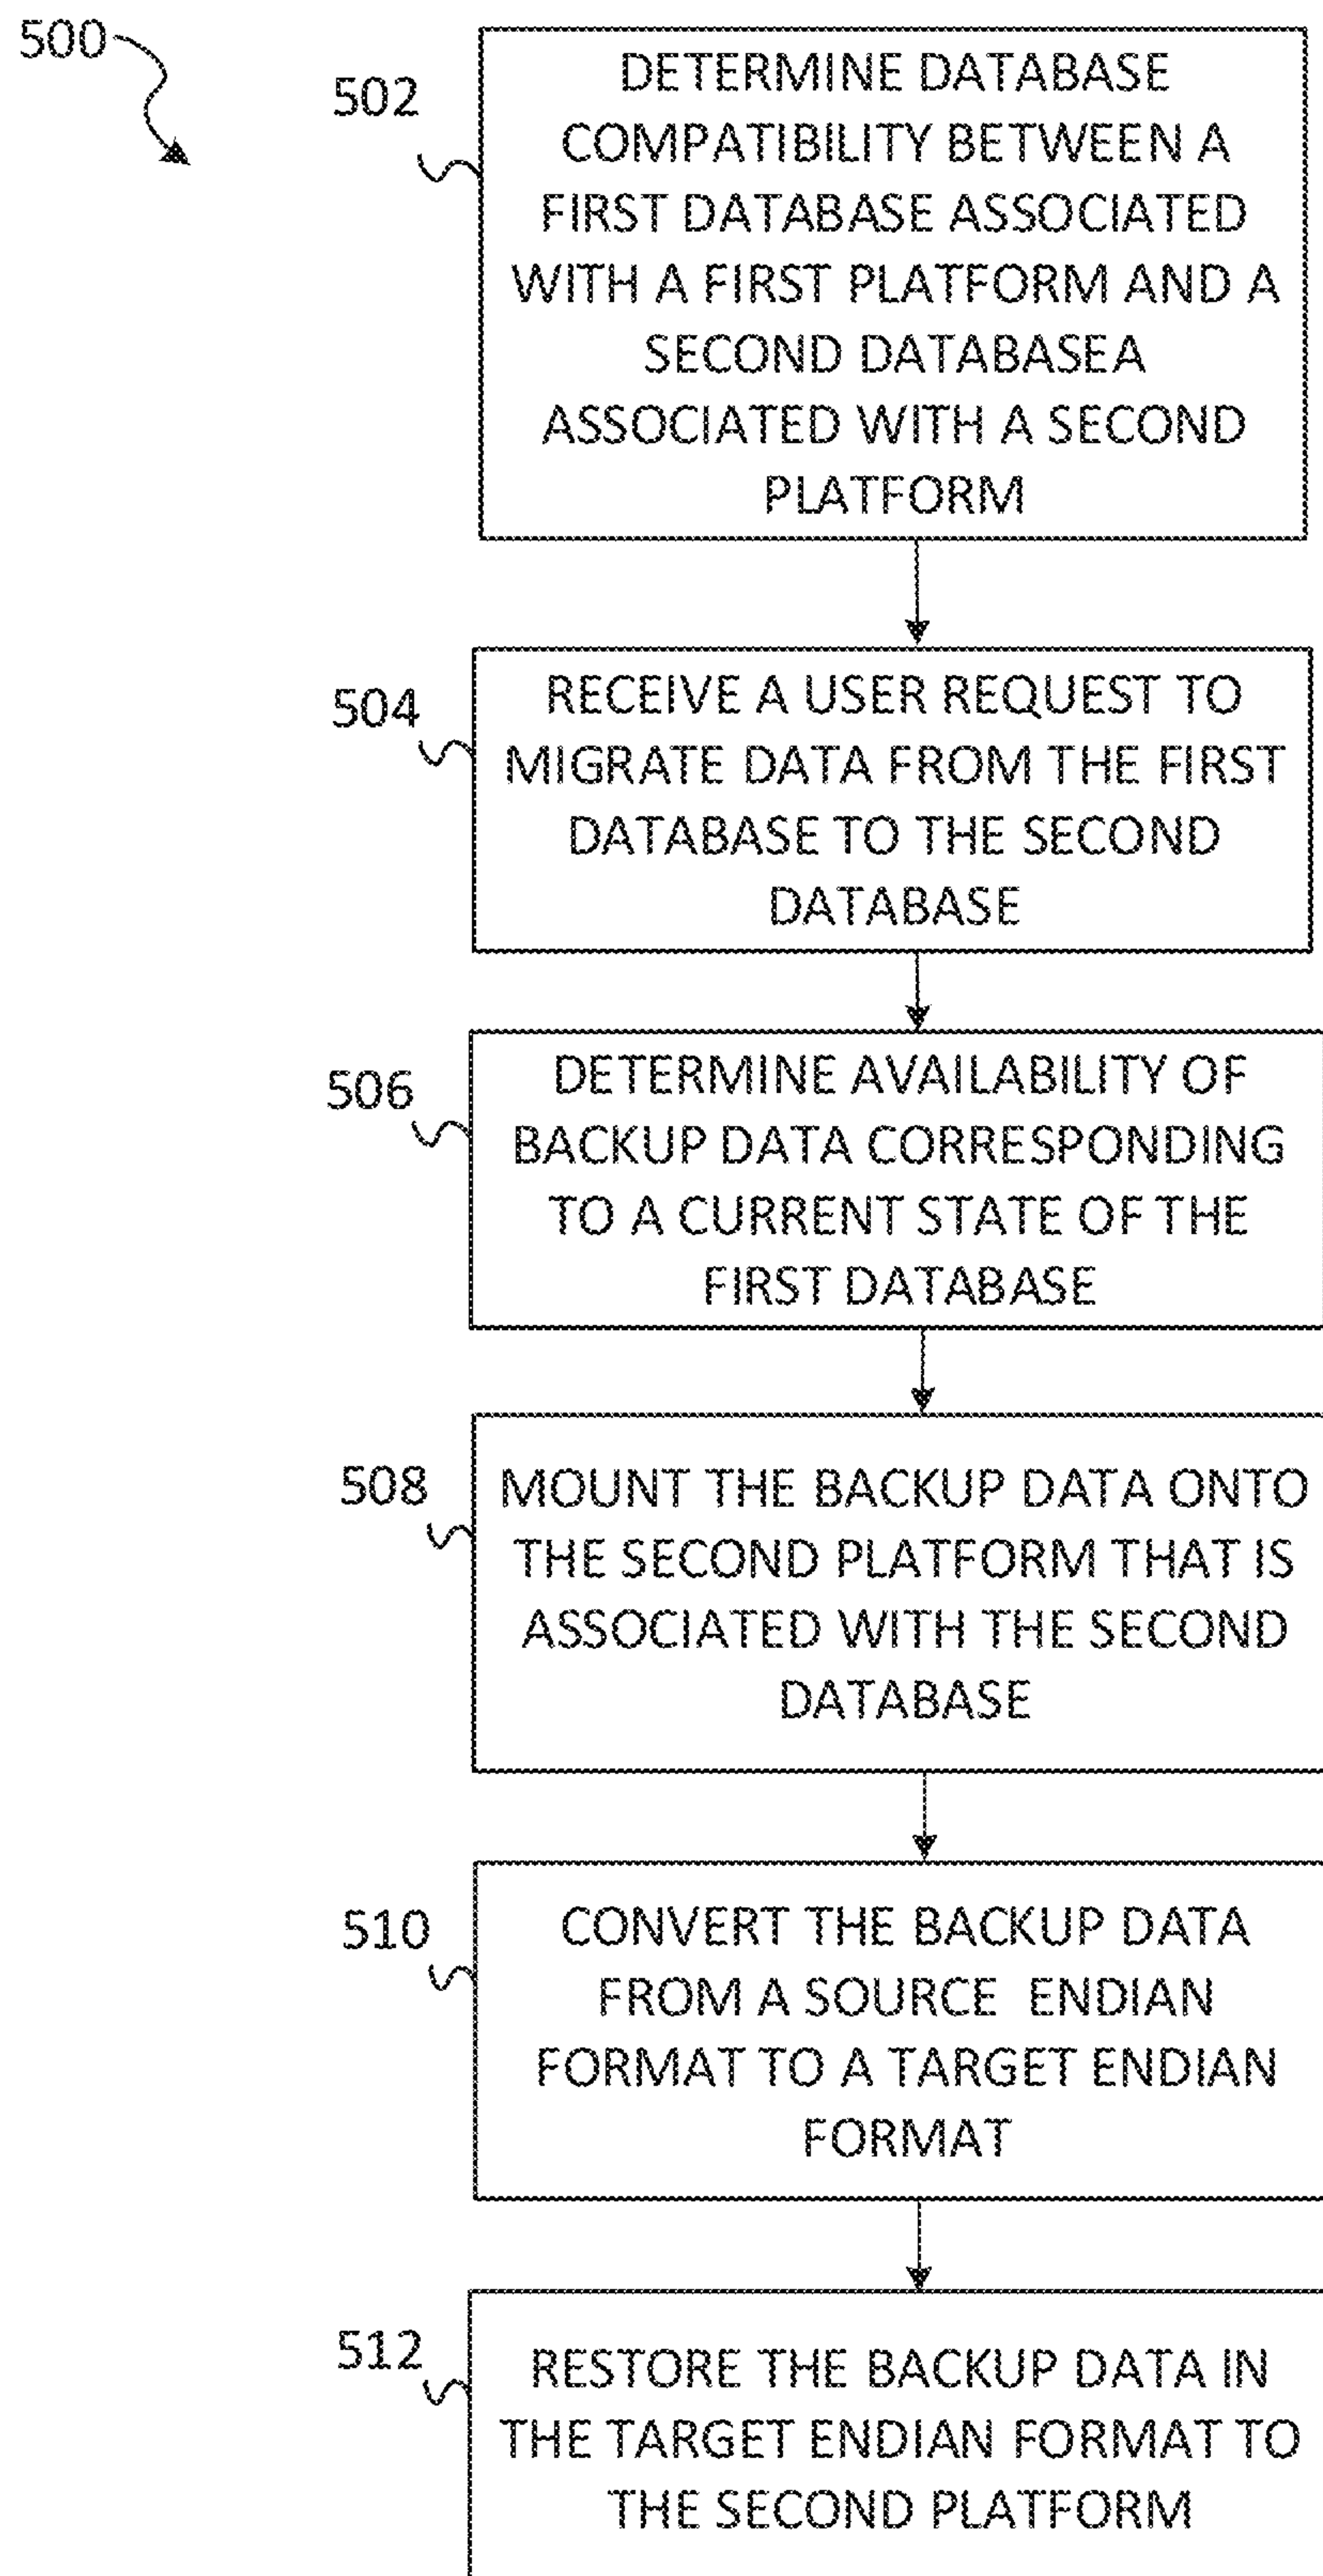 500
502
DETERMINE DATABASE
COMPATIBILITY BETWEEN A
FIRST DATABASE ASSOCIATED
WITH A FIRST PLATFORM AND A
SECOND DATABASEA
ASSOCIATED WITH A SECOND
PLATFORM
504
RECEIVE A USER REQUEST TO
MIGRATE DATA FROM THE FIRST
DATABASE TO THE SECOND
DATABASE
506
DETERMINE AVAILABILITY OF
BACKUP DATA CORRESPONDING
TO A CURRENT STATE OF THE
FIRST DATABASE
508
MOUNT THE BACKUP DATA ONTO
THE SECOND PLATFORM THAT IS
ASSOCIATED WITH THE SECOND
DATABASE
510
CONVERT THE BACKUP DATA
FROM A SOURCE ENDIAN
FORMAT TO A TARGET ENDIAN
FORMAT
512
RESTORE THE BACKUP DATA IN
THE TARGET ENDIAN FORMAT TO
THE SECOND PLATFORM